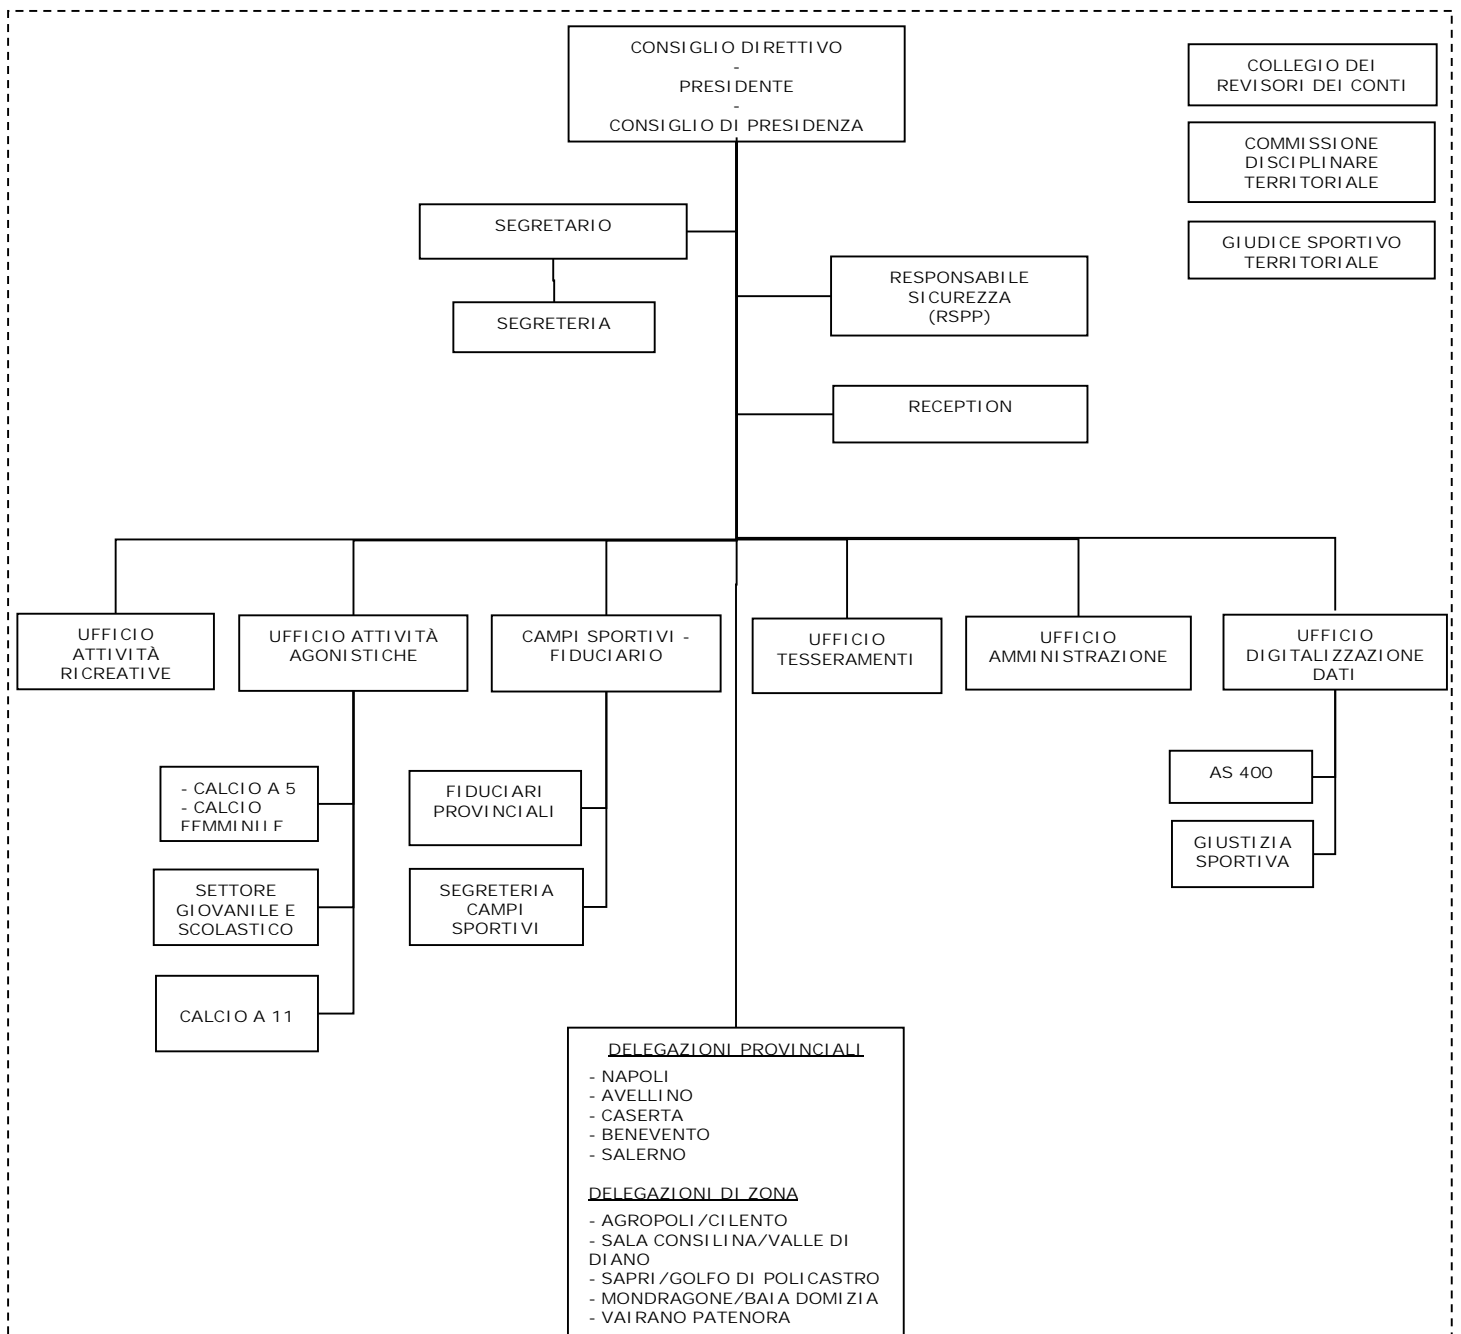 CONSIGLIO DIRETTIVO
-
PRESIDENTE
-
CONSIGLIO DI PRESIDENZA
COLLEGIO DEI
REVISORI DEI CONTI
COMMISSIONE
DISCIPLINARE
TERRITORIALE
GIUDICE SPORTIVO
TERRITORIALE
SEGRETARIO
SEGRETERIA
RESPONSABILE
SICUREZZA
(RSPP)
RECEPTION
UFFICIO
ATTIVITÀ
RICREATIVE
UFFICIO ATTIVITÀ
AGONISTICHE
CAMPI SPORTIVI -
FIDUCIARIO
UFFICIO
TESSERAMENTI
UFFICIO
AMMINISTRAZIONE
UFFICIO
DIGITALIZZAZIONE
DATI
- CALCIO A 5
- CALCIO
FEMMINILE
SETTORE
GIOVANILE E
SCOLASTICO
CALCIO A 11
FIDUCIARI
PROVINCIALI
SEGRETERIA
CAMPI
SPORTIVI
AS 400
GIUSTIZIA
SPORTIVA
DELEGAZIONI PROVINCIALI
- NAPOLI
- AVELLINO
- CASERTA
- BENEVENTO
- SALERNO
DELEGAZIONI DI ZONA
- AGROPOLI/CILENTO
- SALA CONSILINA/VALLE DI
DIANO
- SAPRI/GOLFO DI POLICASTRO
- MONDRAGONE/BAIA DOMIZIA
- VAIRANO PATENORA